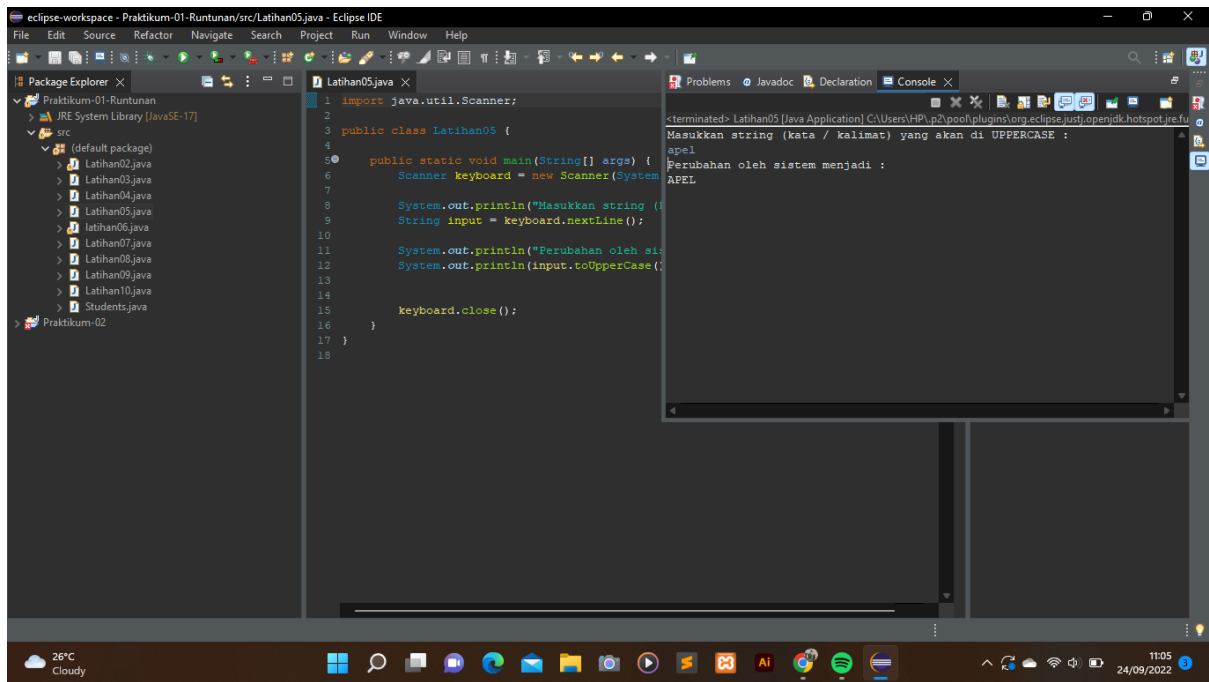 eclipse-workspace - Praktikum-01-Runtunan/src/Latihan05.java - Eclipse IDE
File Edit Source Refactor Navigate Search Project Run Window Help
Package Explorer
Praktikum-01-Runtunan
JRE System Library [JavaSE-17]
src
(default package)
Latihan02.java
Latihan03.java
Latihan04.java
Latihan05.java
latihan06.java
Latihan07.java
Latihan08.java
Latihan09.java
Latihan10.java
Students.java
Praktikum-02
Latihan05.java
1 import java.util.Scanner;
2
3 public class Latihan05 {
4
5 public static void main(String[] args) {
6 Scanner keyboard = new Scanner(System
7
8 System.out.println("Masukkan string (
9 String input = keyboard.nextLine();
10
11 System.out.println("Perubahan oleh sis
12 System.out.println(input.toUpperCase()
13
14
15 keyboard.close();
16 }
17 }
18
Problems Javadoc Declaration Console
<terminated> Latihan05 [Java Application] C:\Users\HP\.p2\pool\plugins\org.eclipse.justj.openjdk.hotspot.jre.fu
Masukkan string (kata / kalimat) yang akan di UPPERCASE :
apel
Perubahan oleh sistem menjadi :
APEL
26°C
Cloudy
Ai
11:05
24/09/2022
3